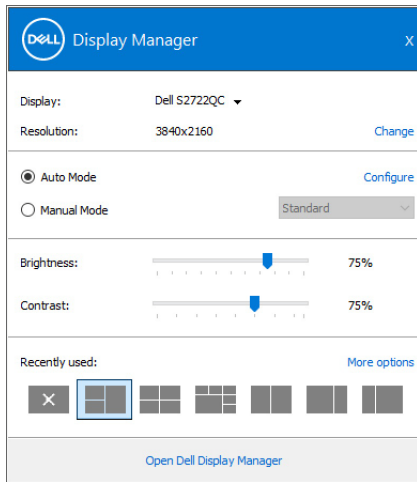 DELL Display Manager X
Display: Dell S2722QC
Resolution: 3840x2160 Change
Auto Mode Configure
Manual Mode Standard
Brightness: 75%
Contrast: 75%
Recently used: More options
Open Dell Display Manager